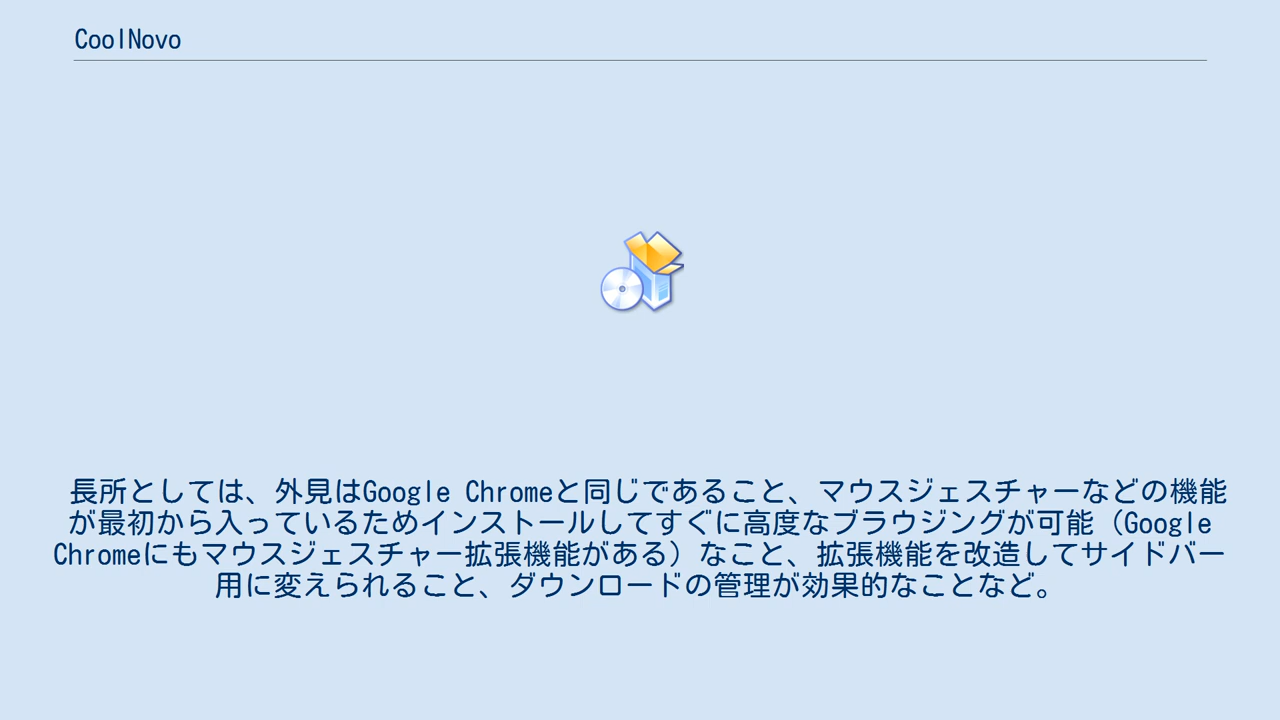 CoolNovo
長所としては、外見はGoogle Chromeと同じであること、マウスジェスチャーなどの機能
が最初から入っているためインストールしてすぐに高度なブラウジングが可能（Google
Chromeにもマウスジェスチャー拡張機能がある）なこと、拡張機能を改造してサイドバー
用に変えられること、ダウンロードの管理が効果的なことなど。